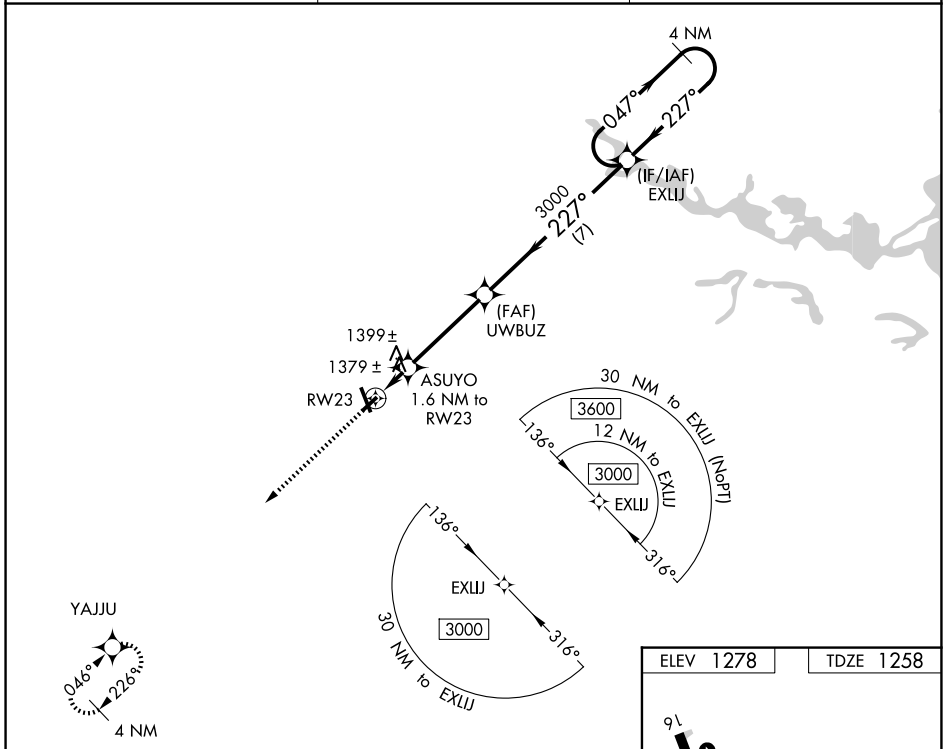 4 NM
047°
227°
(IF/IAF)
EXLIJ
3000
227°
(7)
(FAF)
UWBUZ
1399±
1379 ±
ASUYO
1.6 NM to
RW23
RW23
30 NM to EXLIJ (NoPT)
3600
136°
12 NM to EXLIJ
3000
EXLIJ
316°
136°
EXLIJ
3000
316°
30 NM to EXLIJ
YAJJU
046°
226°
4 NM
ELEV 1278
TDZE 1258
16